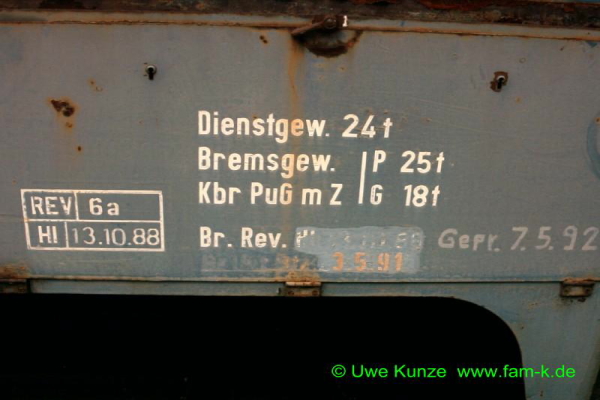 1
Dienstgew. 24t
Bremsgew. P 25t
Kbr PuG m Z G 18t
REV 6a
HI 13.10.88
Br. Rev. Gepr. 7.5.92
3.5.91
© Uwe Kunze www.fam-k.de